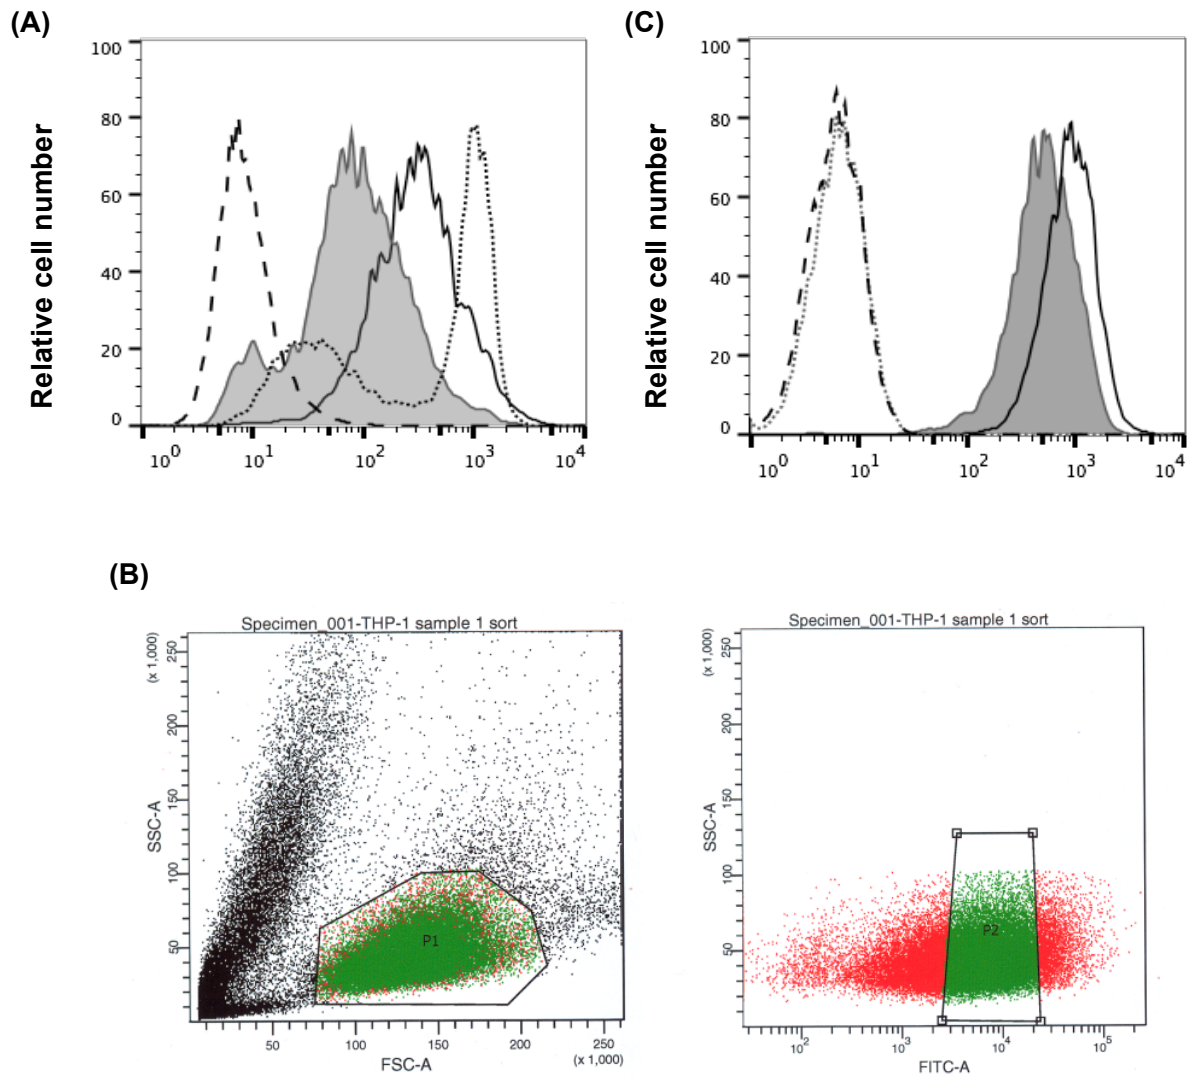 (A)
(C)
Relative cell number
100
80
60
40
20
0
10^0 10^1 10^2 10^3 10^4
Relative cell number
100
80
60
40
20
0
10^0 10^1 10^2 10^3 10^4
(B)
Specimen_001-THP-1 sample 1 sort
(x 1,000)
250
200
150
100
50
SSC-A
P1
50 100 150 200 250
(x 1,000)
FSC-A
Specimen_001-THP-1 sample 1 sort
(x 1,000)
250
200
150
100
50
SSC-A
P2
10^2 10^3 10^4 10^5
FITC-A